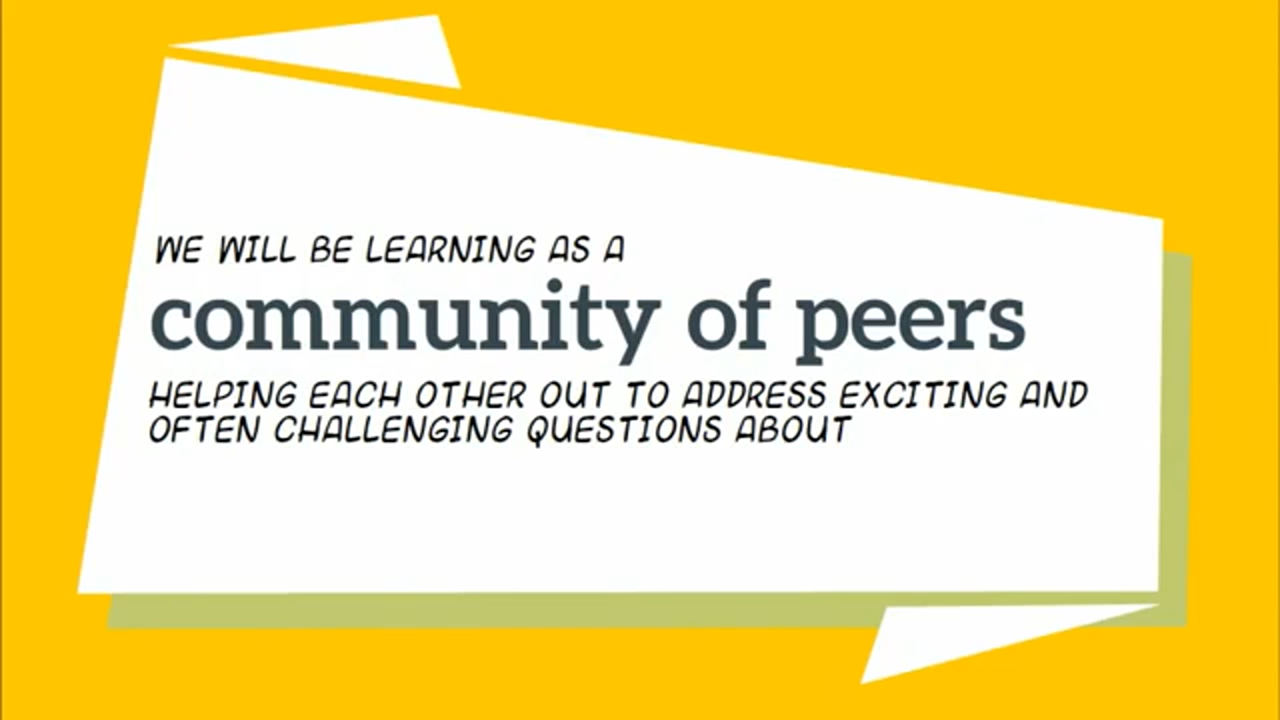 WE WILL BE LEARNING AS A
community of peers
HELPING EACH OTHER OUT TO ADDRESS EXCITING AND
OFTEN CHALLENGING QUESTIONS ABOUT